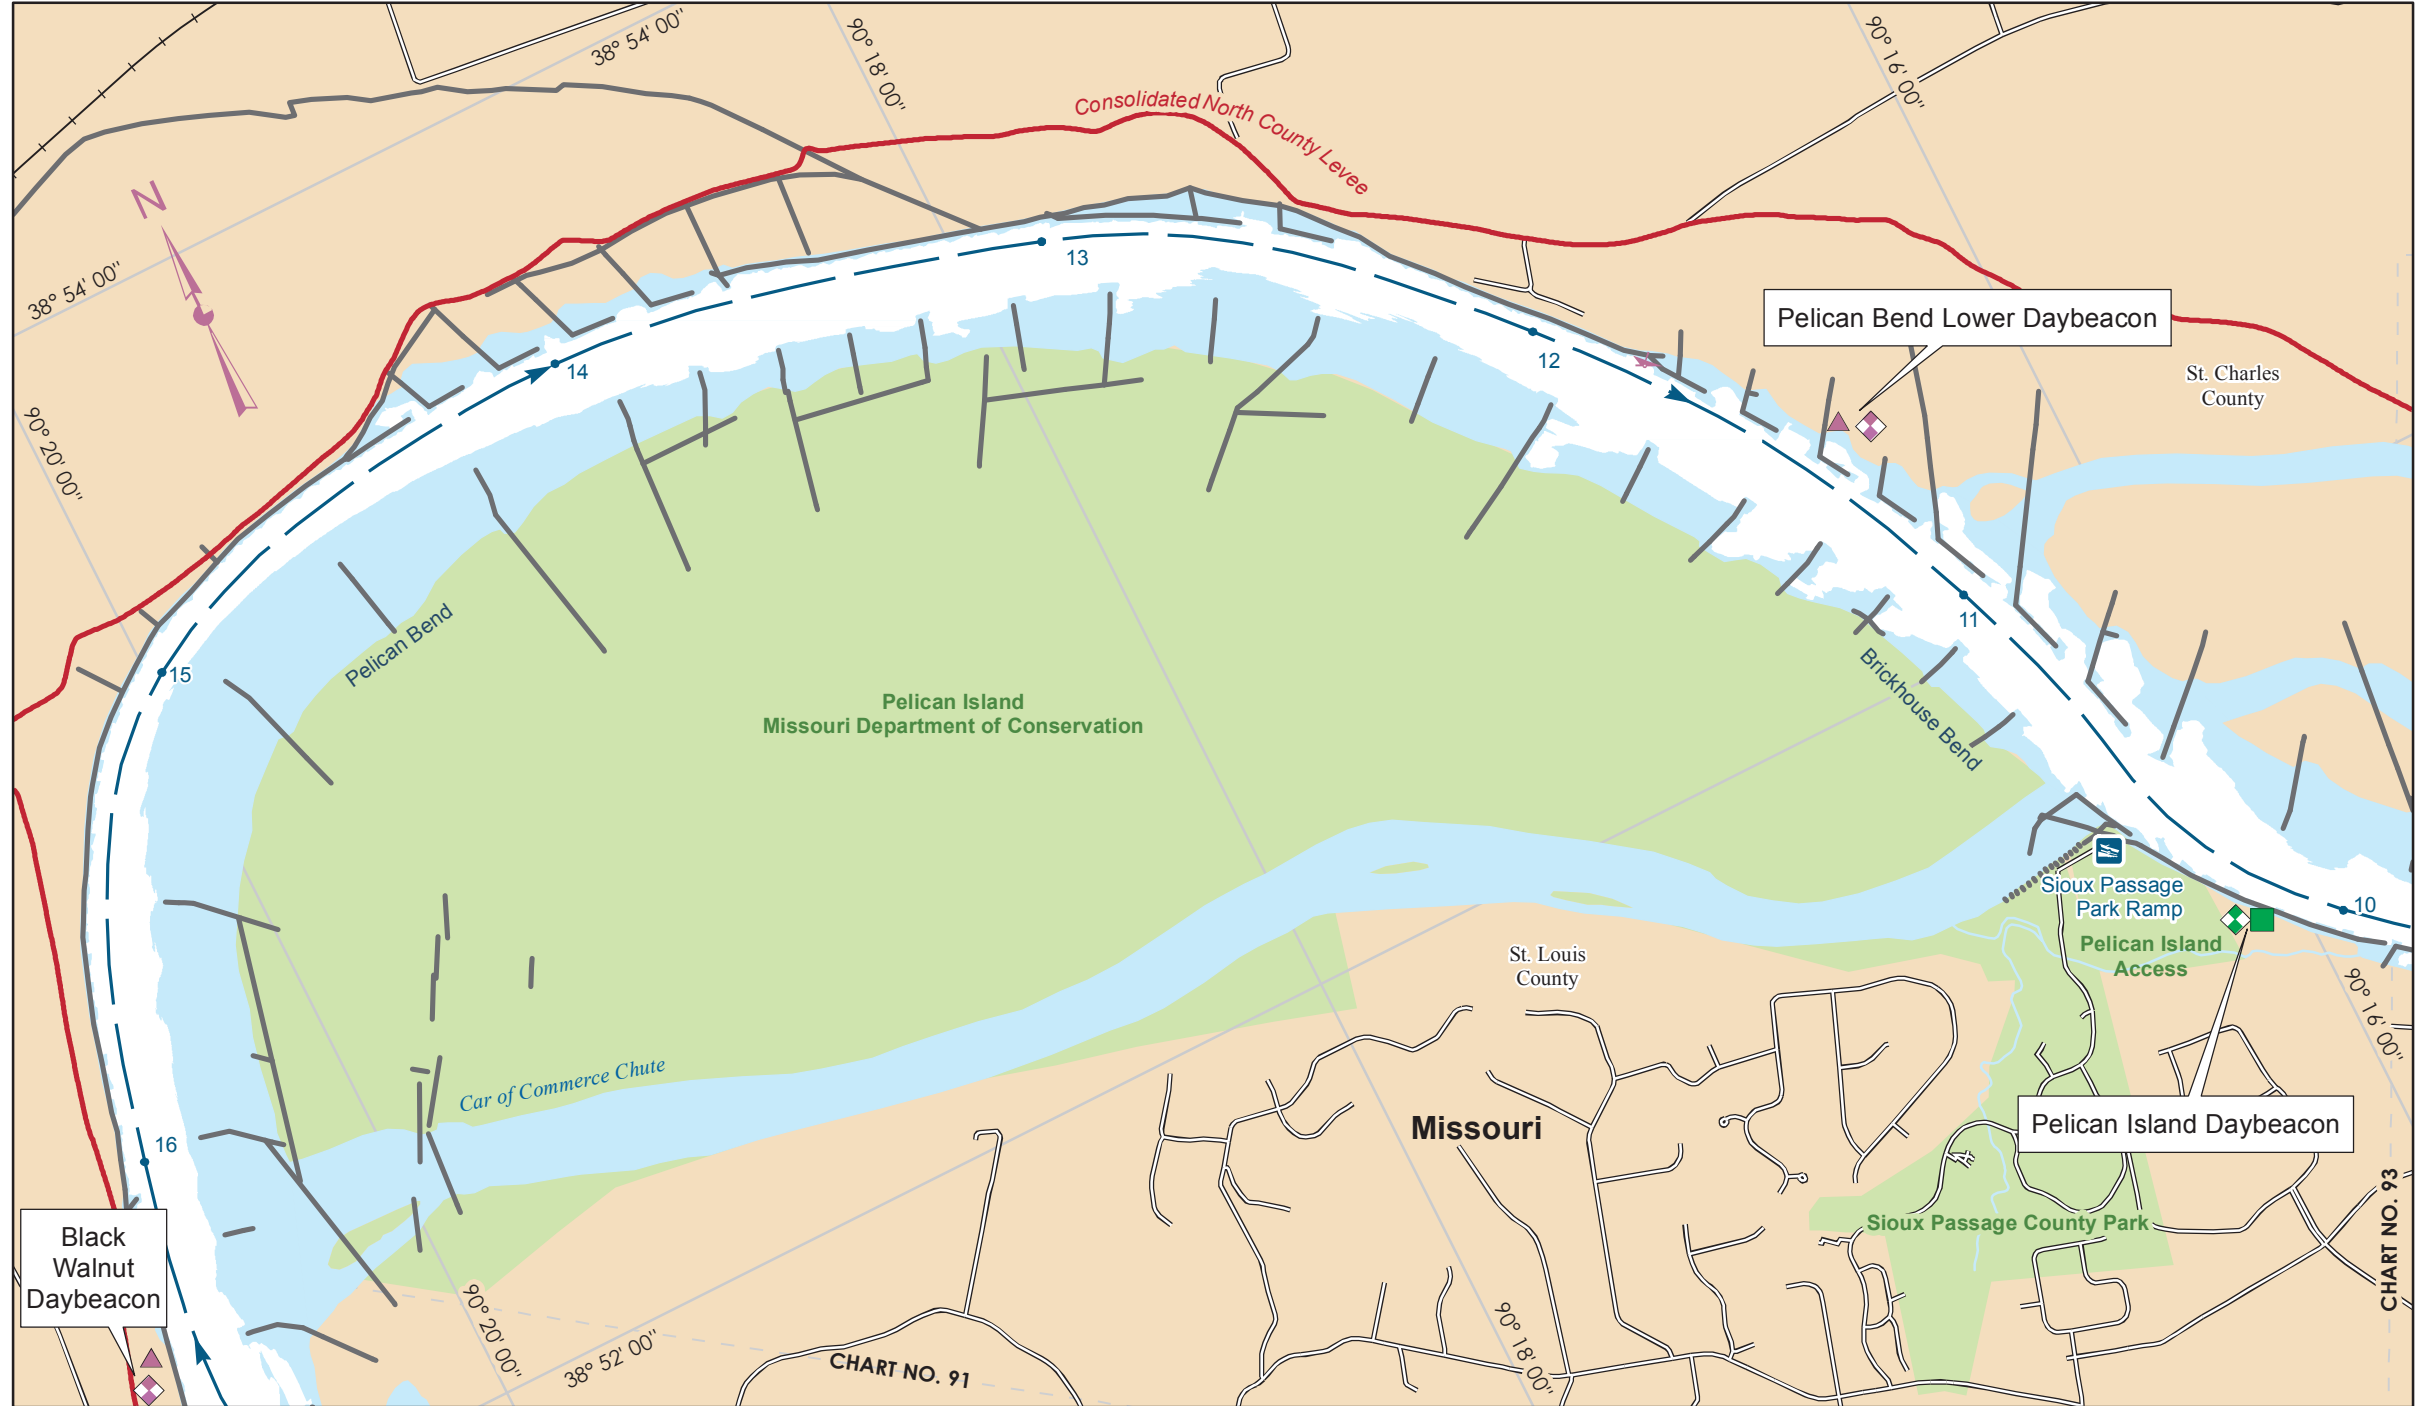 38° 54' 00"
90° 18' 00"
90° 16' 00"
Consolidated North County Levee
N
38° 54' 00"
13
14
12
Pelican Bend Lower Daybeacon
St. Charles
County
90° 20' 00"
15
Pelican Bend
11
Brickhouse Bend
Pelican Island
Missouri Department of Conservation
Sioux Passage
Park Ramp
10
Pelican Island
Access
St. Louis
County
90° 16' 00"
Car of Commerce Chute
Missouri
Pelican Island Daybeacon
16
Black
Walnut
Daybeacon
Sioux Passage County Park
CHART NO. 93
90° 20' 00"
38° 52' 00"
CHART NO. 91
90° 18' 00"